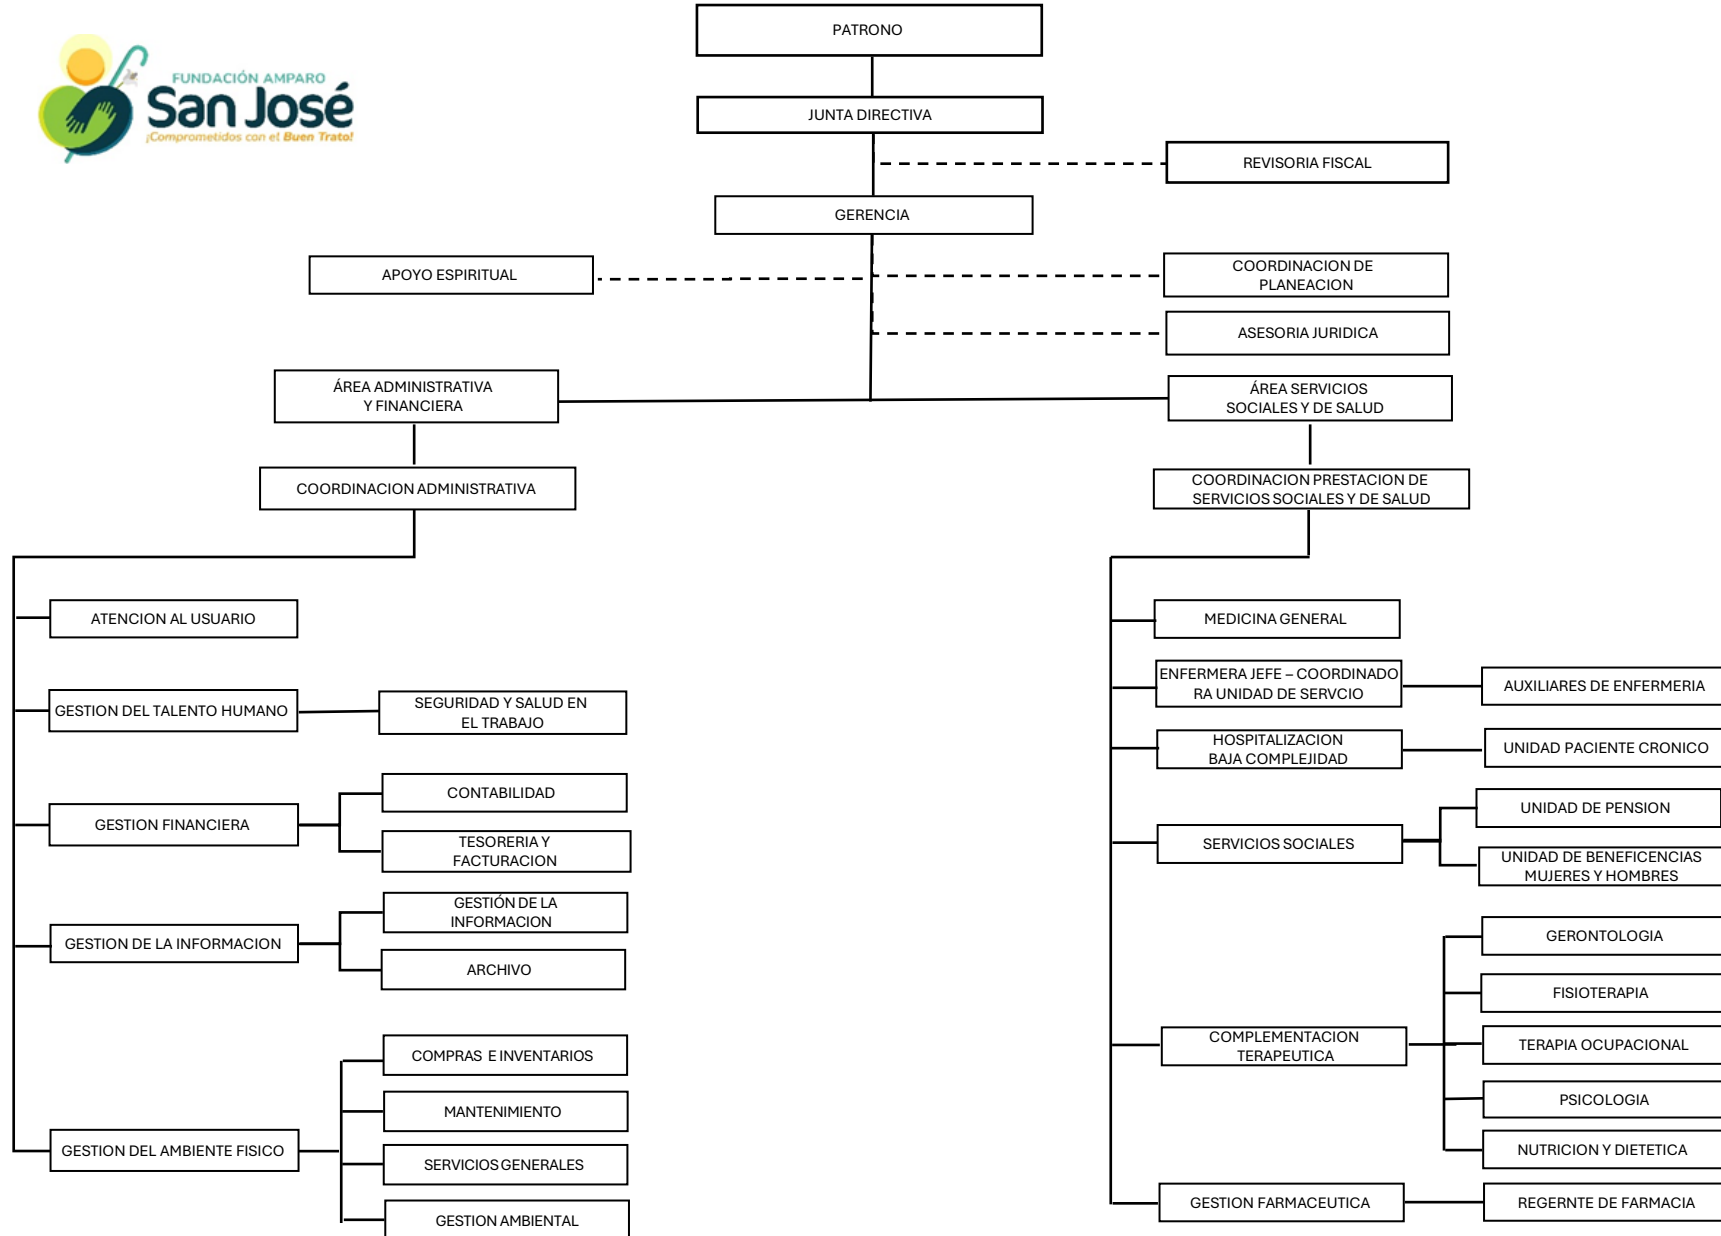 FUNDACIÓN AMPARO
San José
¡Comprometidos con el Buen Trato!
PATRONO
JUNTA DIRECTIVA
REVISORIA FISCAL
GERENCIA
APOYO ESPIRITUAL
COORDINACION DE
PLANEACION
ASESORIA JURIDICA
ÁREA ADMINISTRATIVA
Y FINANCIERA
ÁREA SERVICIOS
SOCIALES Y DE SALUD
COORDINACION ADMINISTRATIVA
COORDINACION PRESTACION DE
SERVICIOS SOCIALES Y DE SALUD
ATENCION AL USUARIO
GESTION DEL TALENTO HUMANO
SEGURIDAD Y SALUD EN
EL TRABAJO
GESTION FINANCIERA
CONTABILIDAD
TESORERIA Y
FACTURACION
GESTION DE LA INFORMACION
GESTIÓN DE LA
INFORMACION
ARCHIVO
GESTION DEL AMBIENTE FISICO
COMPRAS E INVENTARIOS
MANTENIMIENTO
SERVICIOS GENERALES
GESTION AMBIENTAL
MEDICINA GENERAL
ENFERMERA JEFE – COORDINADO
RA UNIDAD DE SERVCIO
AUXILIARES DE ENFERMERIA
HOSPITALIZACION
BAJA COMPLEJIDAD
UNIDAD PACIENTE CRONICO
SERVICIOS SOCIALES
UNIDAD DE PENSION
UNIDAD DE BENEFICENCIAS
MUJERES Y HOMBRES
COMPLEMENTACION
TERAPEUTICA
GERONTOLOGIA
FISIOTERAPIA
TERAPIA OCUPACIONAL
PSICOLOGIA
NUTRICION Y DIETETICA
GESTION FARMACEUTICA
REGERNTE DE FARMACIA